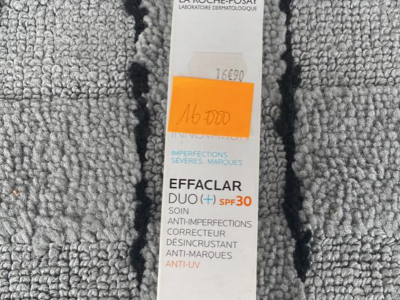 LA ROCHE-POSAY
LABORATOIRE DERMATOLOGIQUE
16€90
16.000
INNOVATION
IMPERFECTIONS
SÉVÈRES, MARQUES
EFFACLAR
DUO(+) SPF30
SOIN
ANTI-IMPERFECTIONS
CORRECTEUR
DÉSINCRUSTANT
ANTI-MARQUES
ANTI-UV